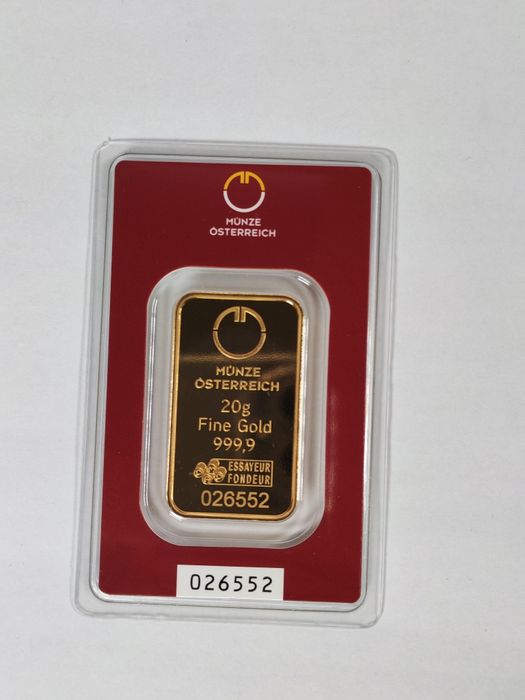 MÜNZE
ÖSTERREICH
MÜNZE
ÖSTERREICH
20g
Fine Gold
999,9
ESSAYEUR
FONDEUR
026552
026552